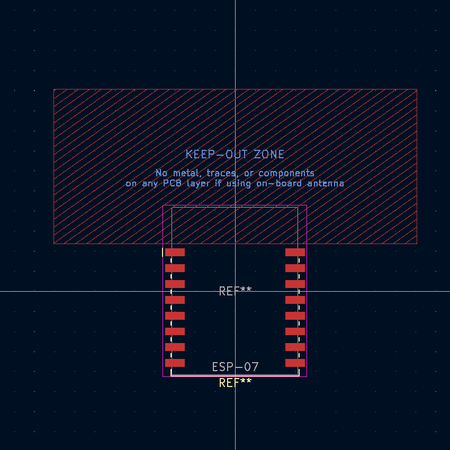 KEEP-OUT ZONE
No metal, traces, or components
on any PCB layer if using on-board antenna
REF**
ESP-07
REF**